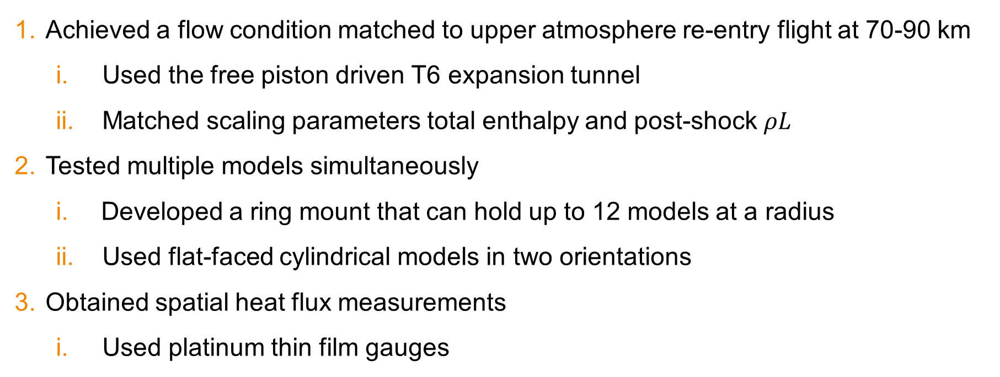 1. Achieved a flow condition matched to upper atmosphere re-entry flight at 70-90 km
i. Used the free piston driven T6 expansion tunnel
ii. Matched scaling parameters total enthalpy and post-shock ρL
2. Tested multiple models simultaneously
i. Developed a ring mount that can hold up to 12 models at a radius
ii. Used flat-faced cylindrical models in two orientations
3. Obtained spatial heat flux measurements
i. Used platinum thin film gauges